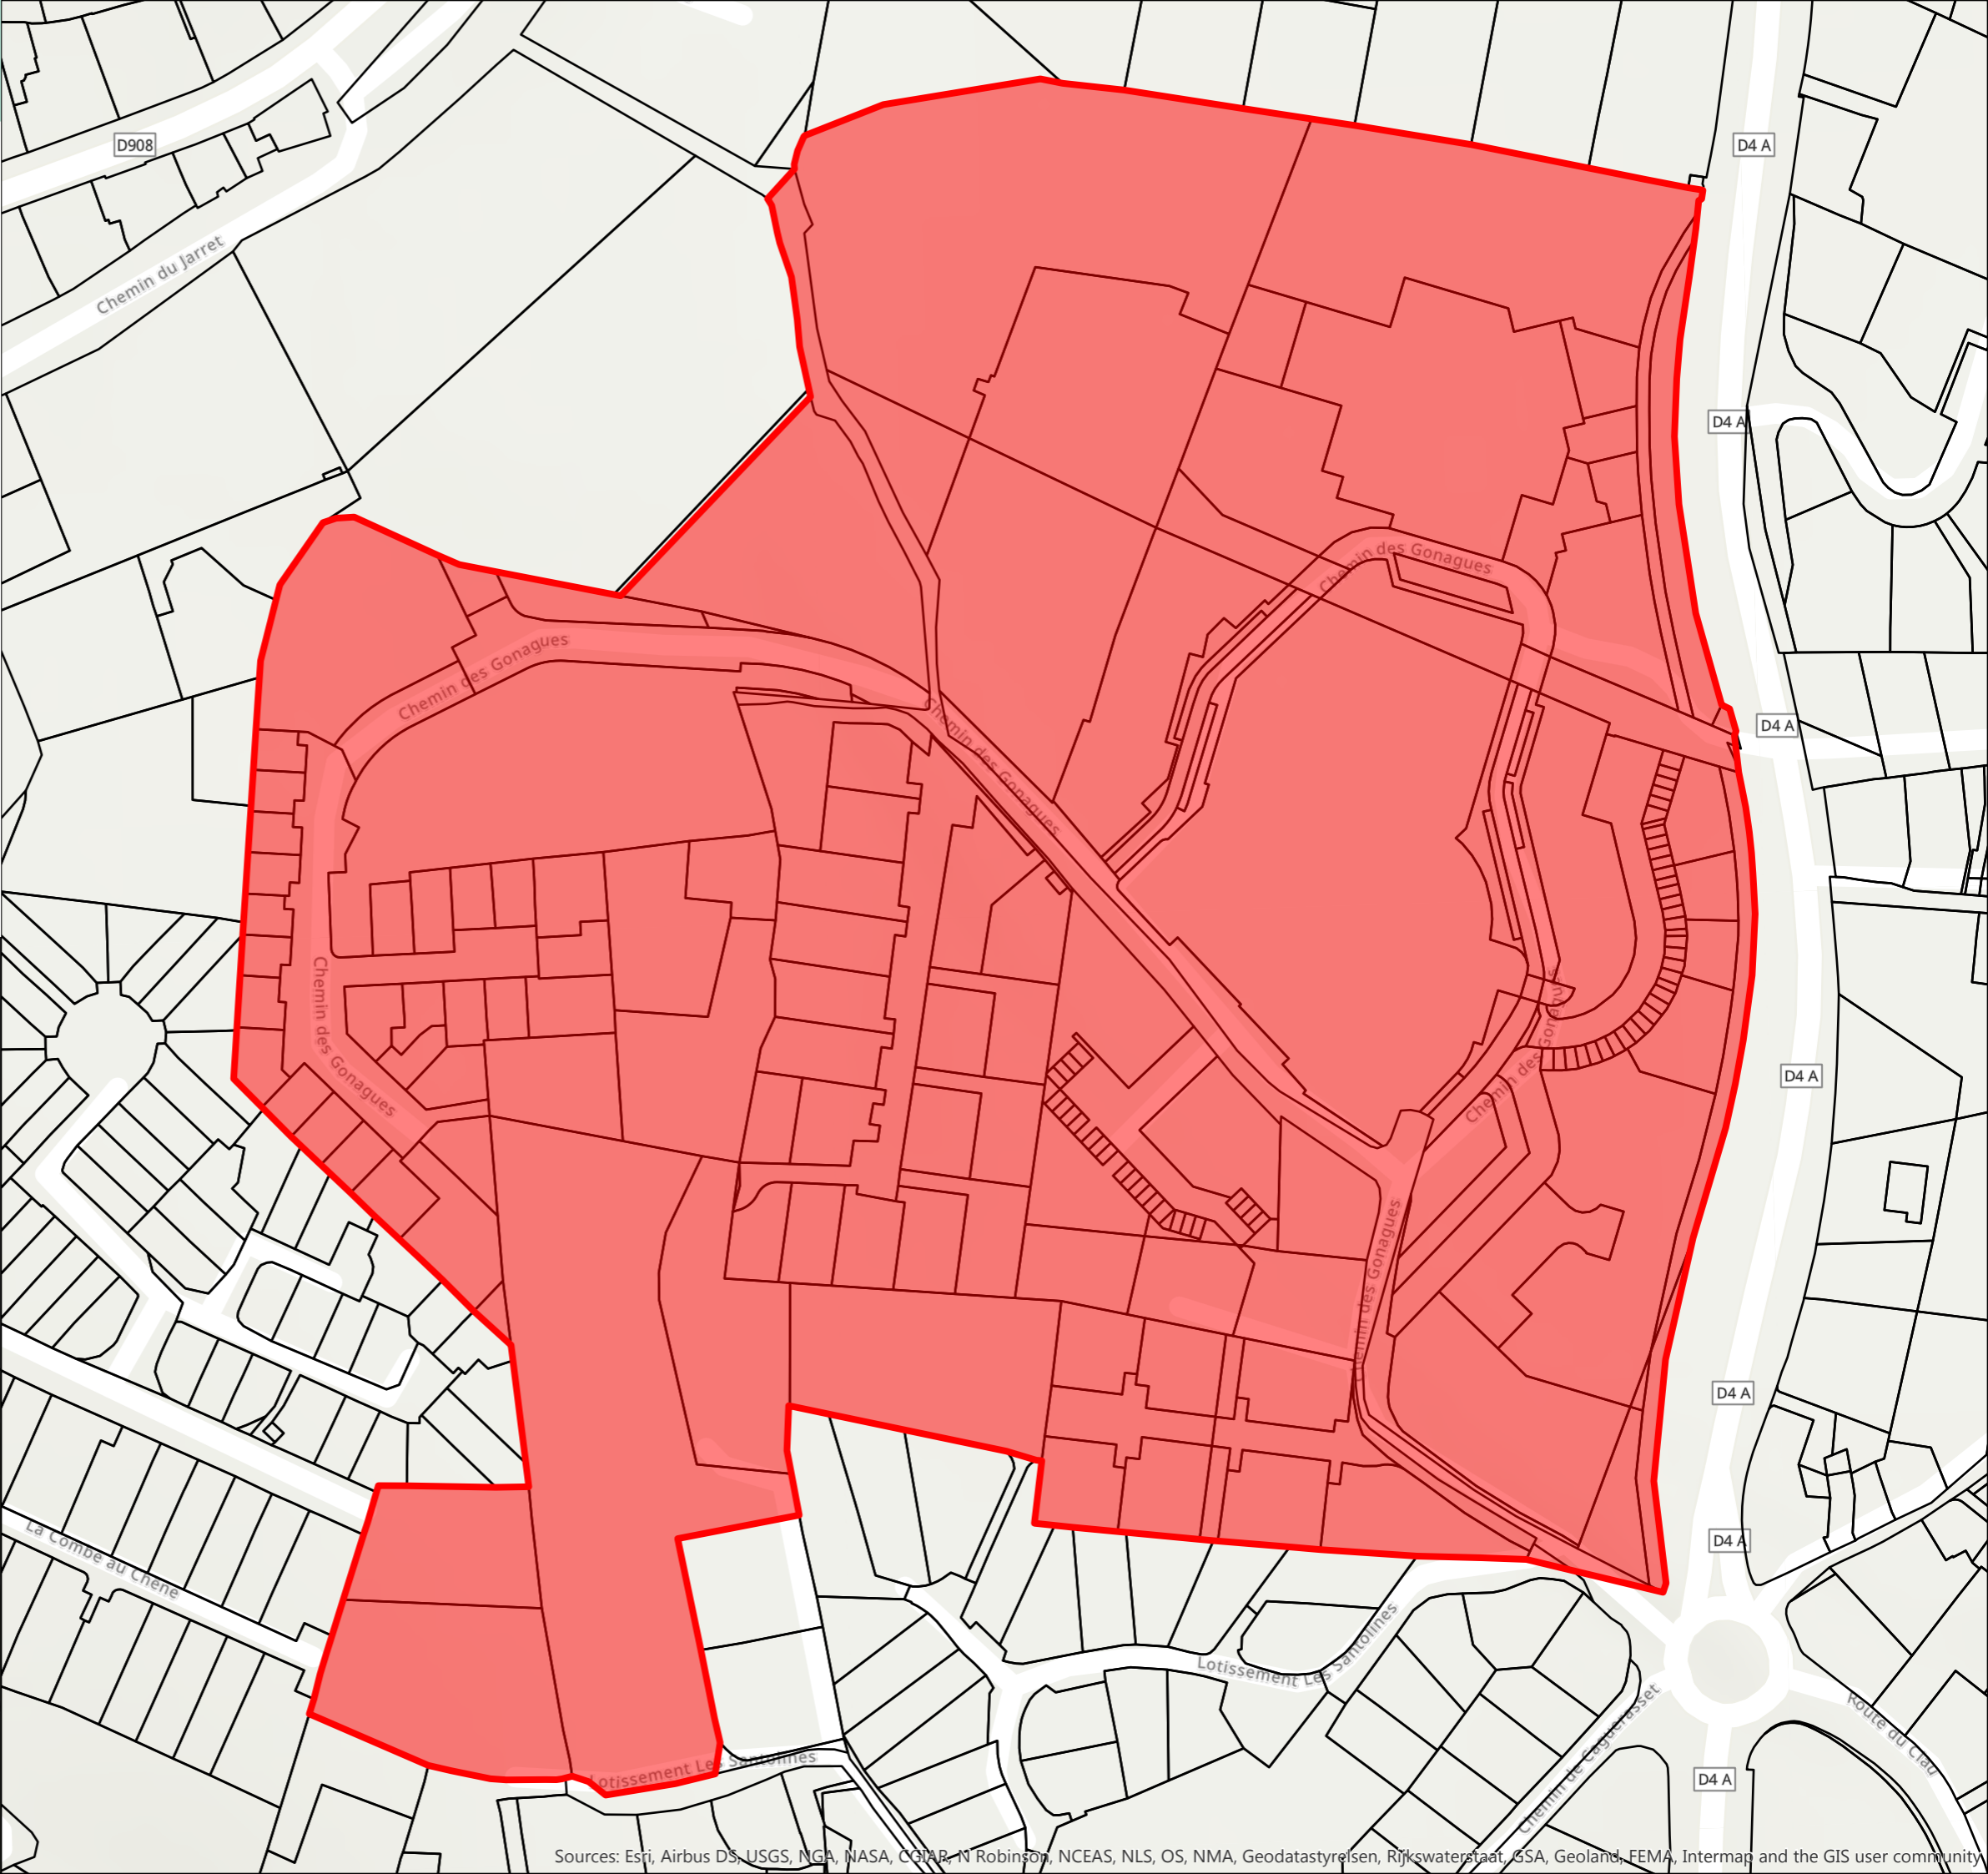 D908
D4 A
Chemin du Jarret
D4 A
Chemin des Gonagues
Chemin des Gonagues
D4 A
Chemin des Gonagues
Chemin des Gonagues
Chemin des Gonagues
D4 A
Chemin des Gonagues
D4 A
La Combe au Chêne
D4 A
Lotissement Les Santolines
Chemin de Caguerasset
Route du Clau
Lotissement Les Santolines
D4 A
Sources: Esri, Airbus DS, USGS, NGA, NASA, CGIAR, N Robinson, NCEAS, NLS, OS, NMA, Geodatastyrelsen, Rijkswaterstaat, GSA, Geoland, FEMA, Intermap and the GIS user community